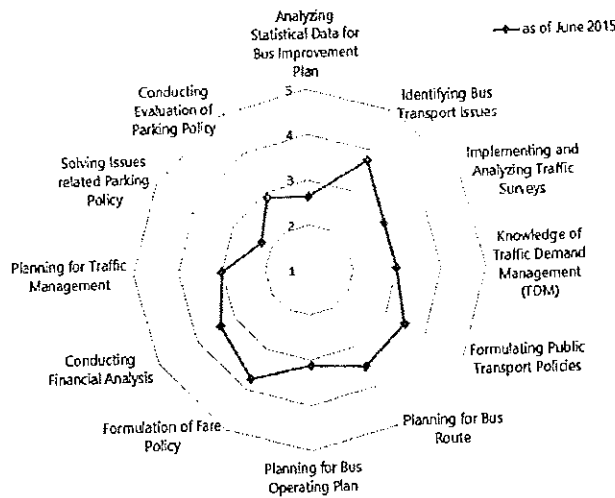 Analyzing
Statistical Data for
Bus Improvement
Plan
as of June 2015
Identifying Bus
Transport Issues
Implementing and
Analyzing Traffic
Surveys
Knowledge of
Traffic Demand
Management
(TDM)
Formulating Public
Transport Policies
Planning for Bus
Route
Planning for Bus
Operating Plan
Formulation of Fare
Policy
Conducting
Financial Analysis
Planning for Traffic
Management
Solving Issues
related Parking
Policy
Conducting
Evaluation of
Parking Policy
5
4
3
2
1